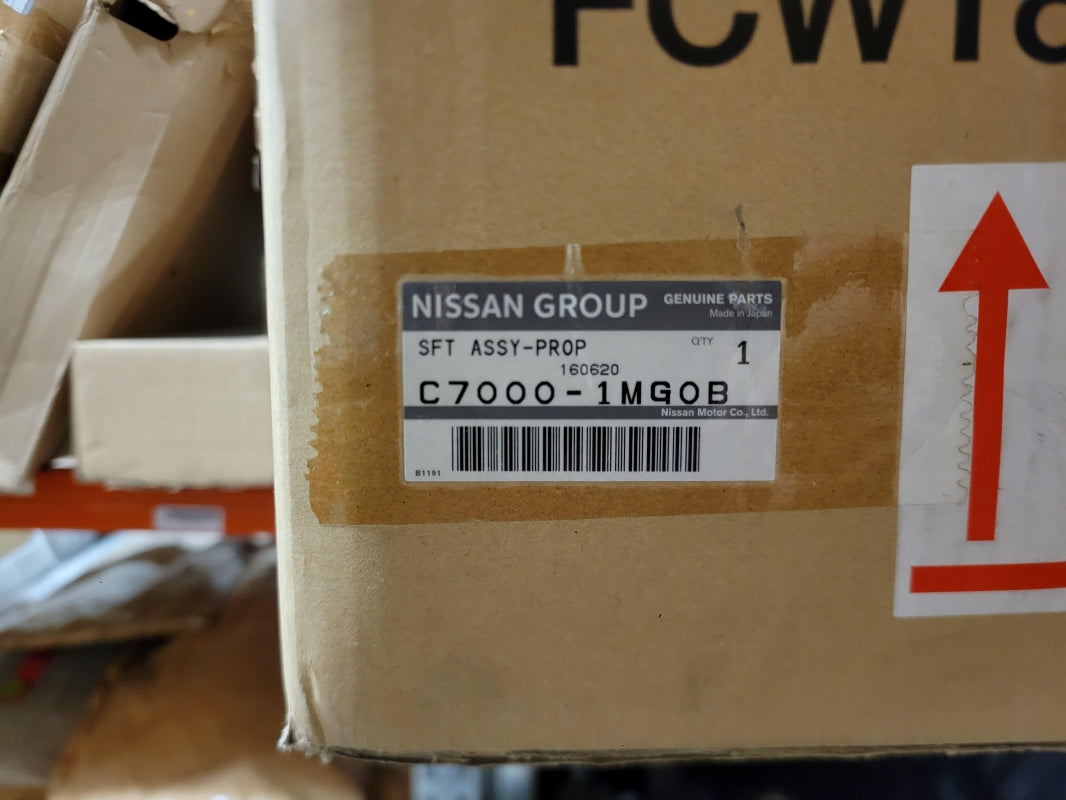 NISSAN GROUP GENUINE PARTS
Made in Japan
SFT ASSY-PROP Q'TY 1
160620
C7000-1MG0B
Nissan Motor Co., Ltd.
B1191